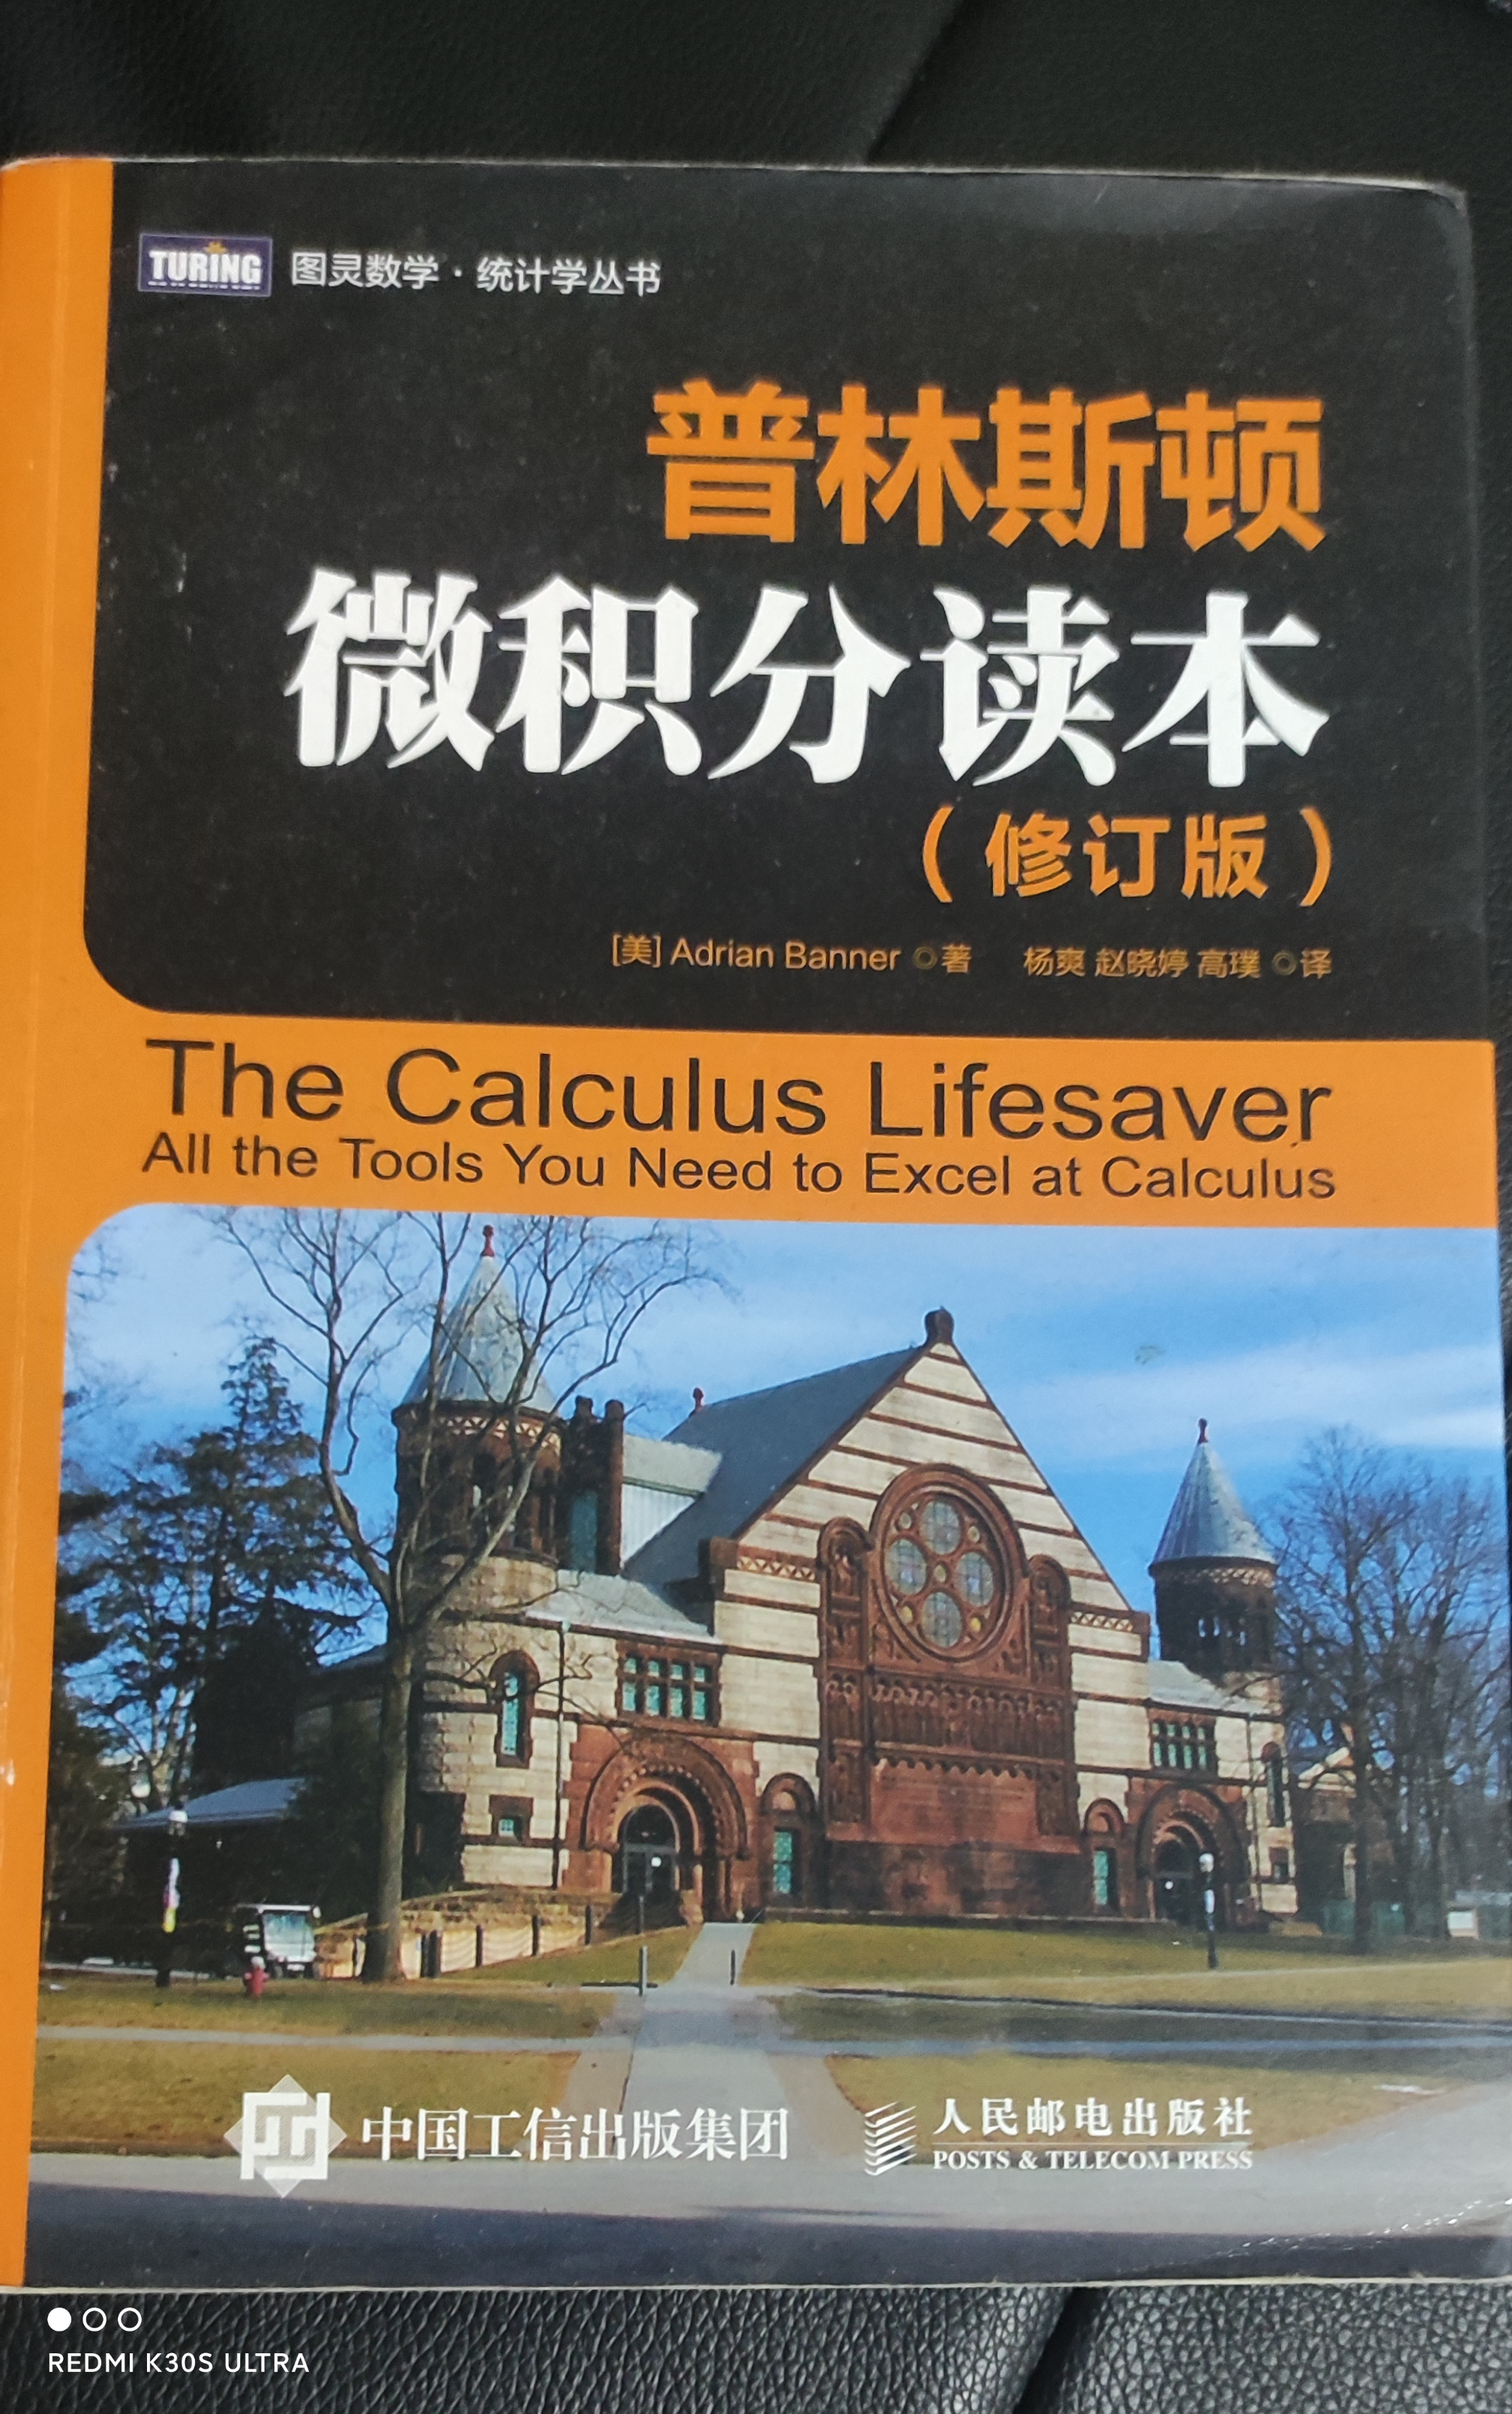 TURING 图灵数学·统计学丛书
普林斯顿
微积分读本
（修订版）
[美] Adrian Banner ◎著 杨爽 赵晓婷 高璞 ◎译
The Calculus Lifesaver
All the Tools You Need to Excel at Calculus
中国工信出版集团 人民邮电出版社
POSTS & TELECOM PRESS
REDMI K30S ULTRA